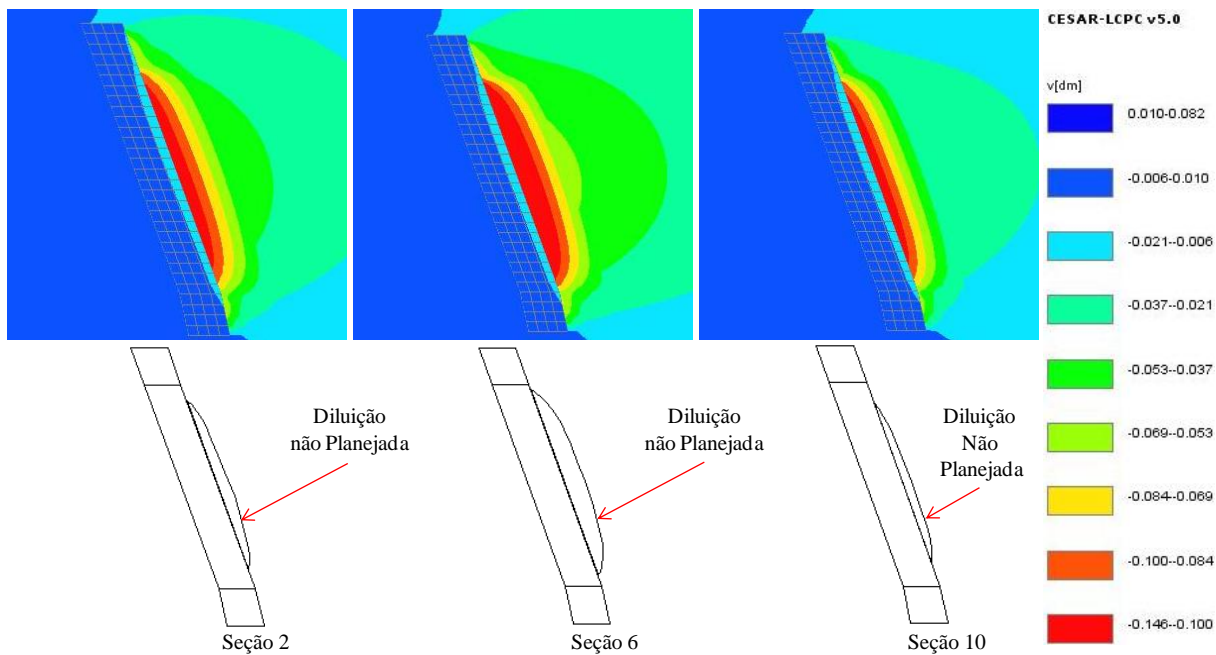 CESAR-LCPC v5.0
v[dm]
0.010-0.082
-0.006-0.010
-0.021--0.006
-0.037--0.021
-0.053--0.037
-0.069--0.053
-0.084--0.069
-0.100--0.084
-0.146--0.100
Diluição
não Planejada
Diluição
não Planejada
Diluição
Não
Planejada
Seção 2
Seção 6
Seção 10